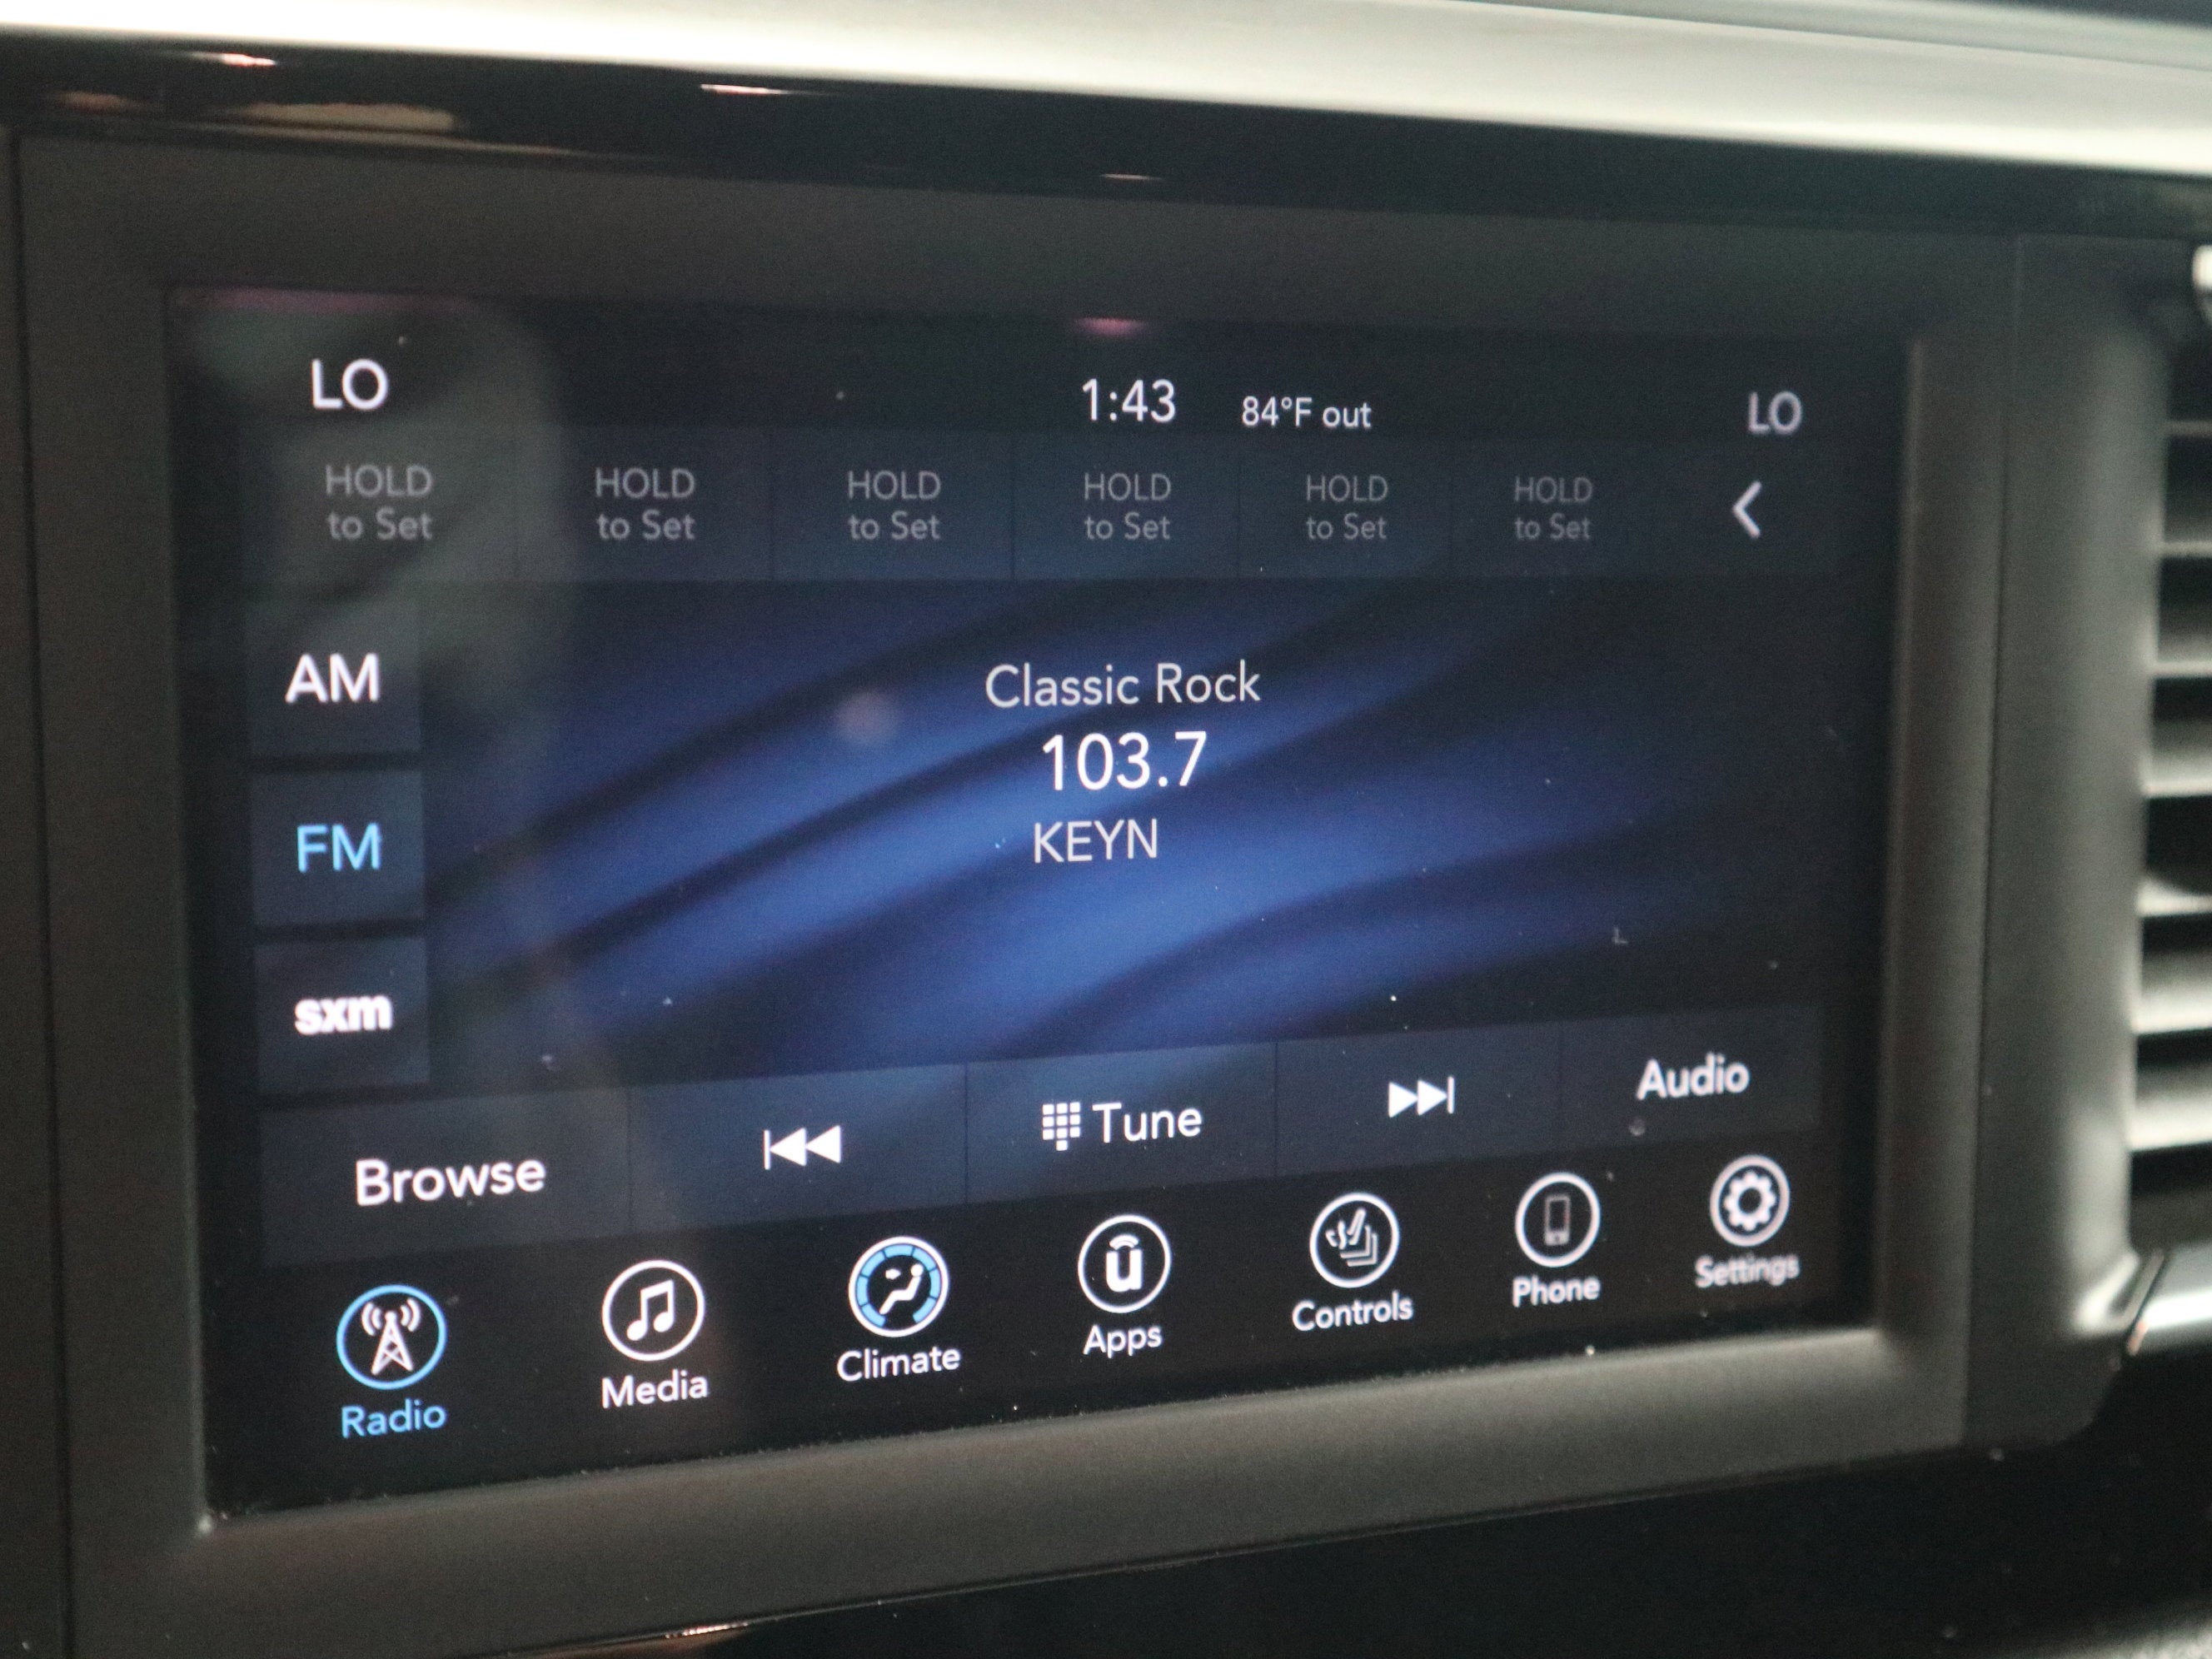 LO 1:43 84°F out LO
HOLD HOLD HOLD HOLD HOLD HOLD
to Set to Set to Set to Set to Set to Set
AM
Classic Rock
103.7
FM
KEYN
sxm
Browse Tune Audio
Radio Media Climate Apps Controls Phone Settings